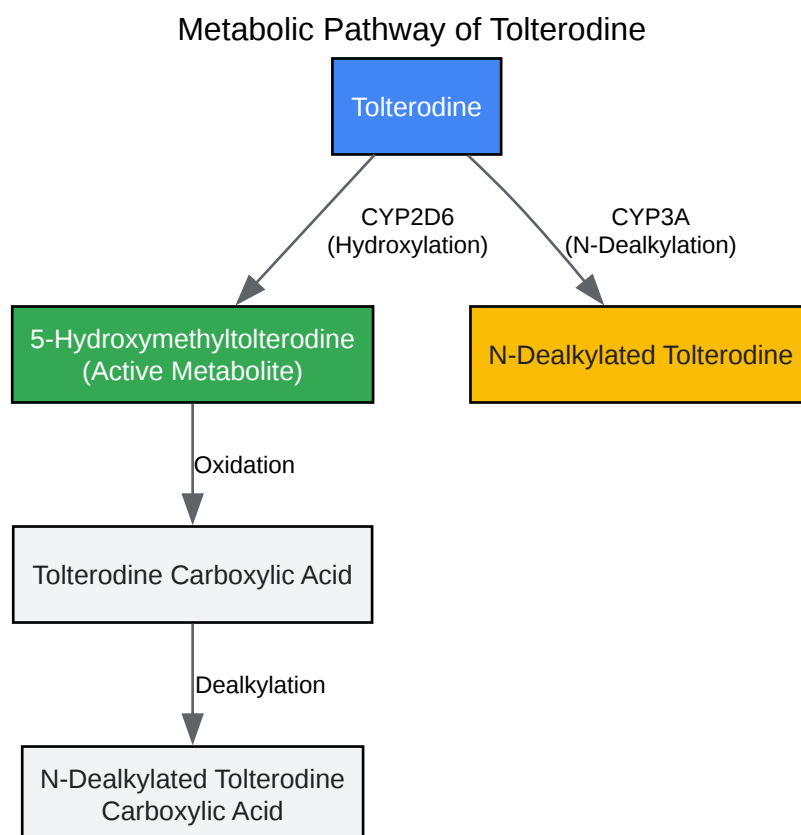 Metabolic Pathway of Tolterodine
Tolterodine
CYP2D6
(Hydroxylation)
CYP3A
(N-Dealkylation)
5-Hydroxymethyltolterodine
(Active Metabolite)
N-Dealkylated Tolterodine
Oxidation
Tolterodine Carboxylic Acid
Dealkylation
N-Dealkylated Tolterodine
Carboxylic Acid